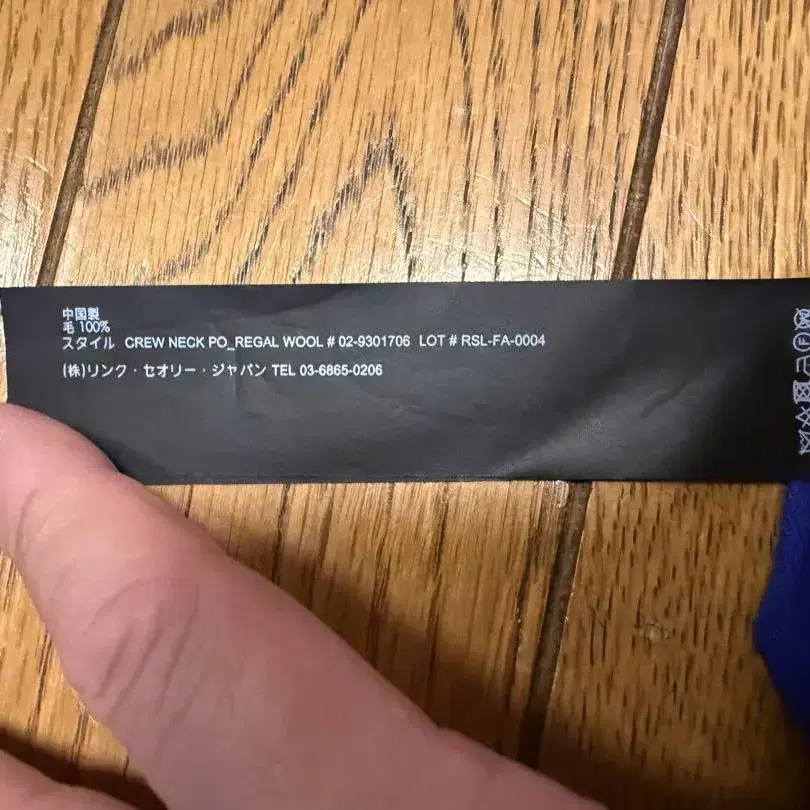 中国製
毛 100%
スタイル CREW NECK PO_REGAL WOOL # 02-9301706 LOT # RSL-FA-0004
(株)リンク・セオリー・ジャパン TEL 03-6865-0206